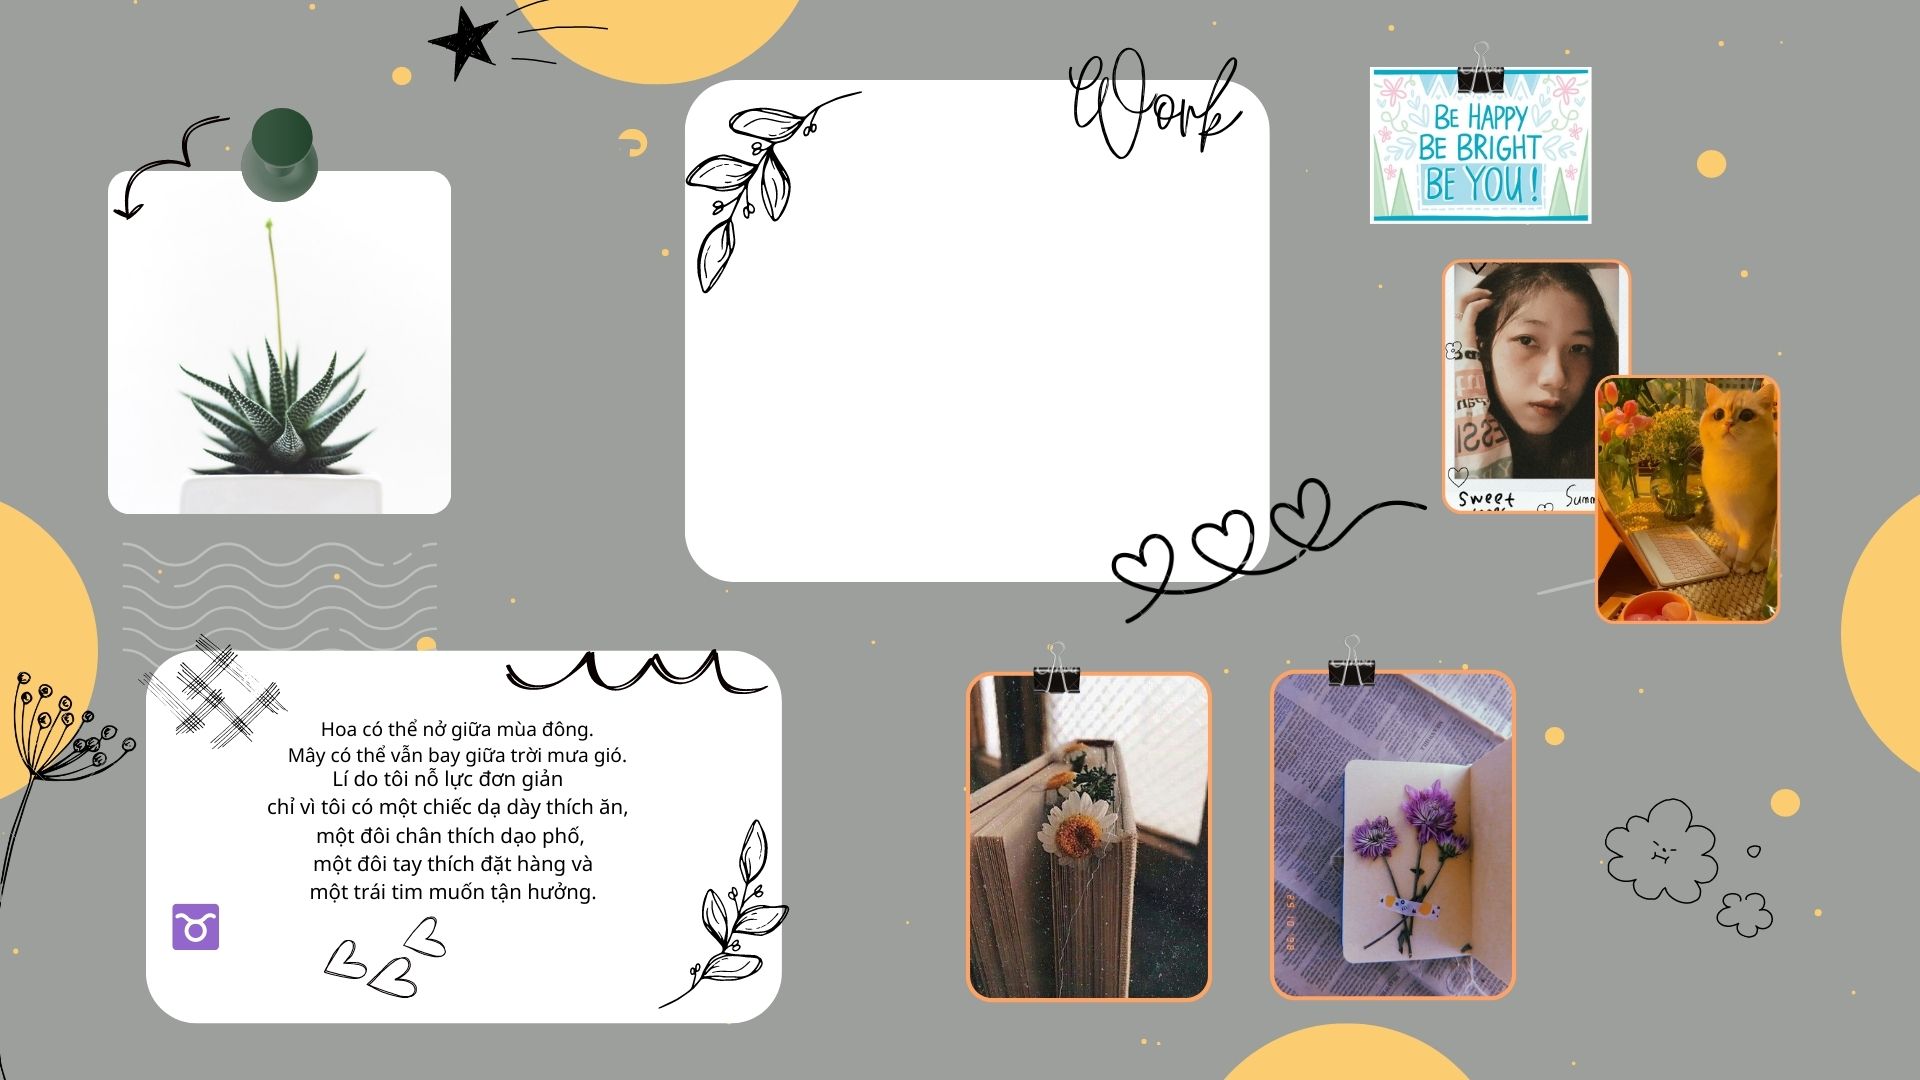 Work
BE HAPPY
BE BRIGHT
BE YOU!
Sweet
Hoa có thể nở giữa mùa đông.
Mây có thể vẫn bay giữa trời mưa gió.
Lí do tôi nỗ lực đơn giản
chỉ vì tôi có một chiếc dạ dày thích ăn,
một đôi chân thích dạo phố,
một đôi tay thích đặt hàng và
một trái tim muốn tận hưởng.